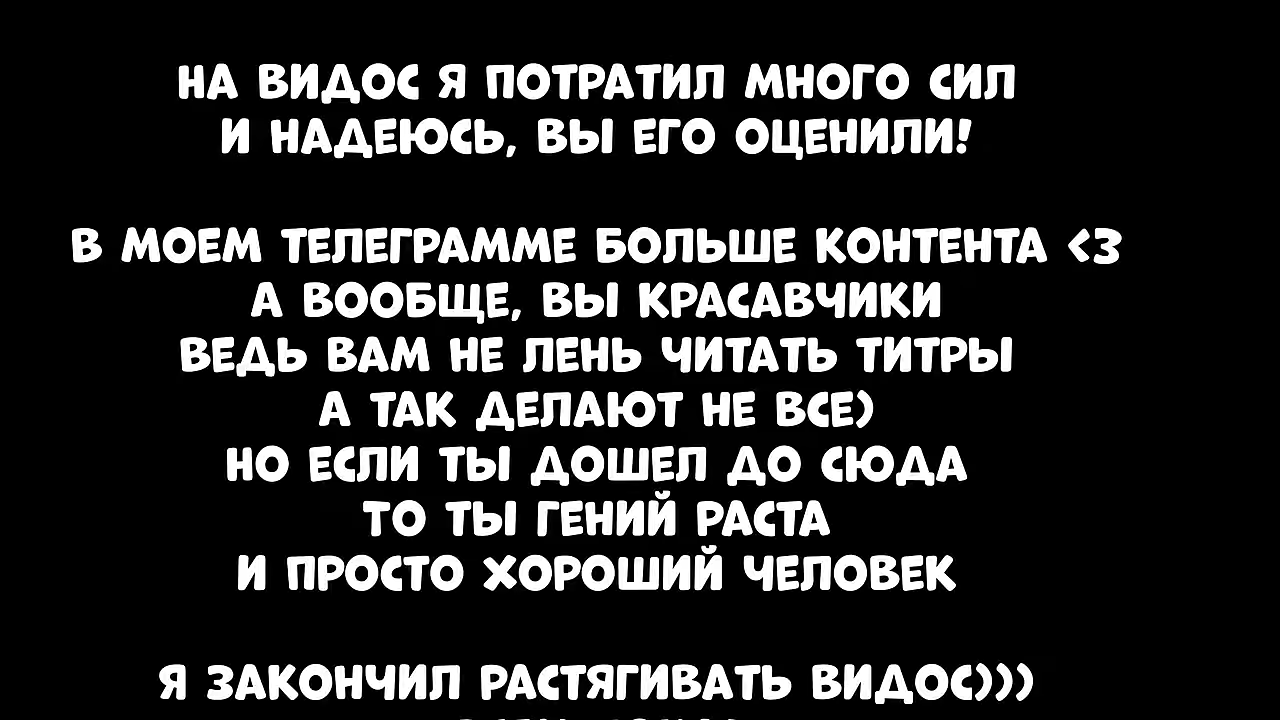 НА ВИДОС Я ПОТРАТИЛ МНОГО СИЛ
И НАДЕЮСЬ, ВЫ ЕГО ОЦЕНИЛИ!
В МОЕМ ТЕЛЕГРАММЕ БОЛЬШЕ КОНТЕНТА <3
А ВООБЩЕ, ВЫ КРАСАВЧИКИ
ВЕДЬ ВАМ НЕ ЛЕНЬ ЧИТАТЬ ТИТРЫ
А ТАК ДЕЛАЮТ НЕ ВСЕ)
НО ЕСЛИ ТЫ ДОШЕЛ ДО СЮДА
ТО ТЫ ГЕНИЙ РАСТА
И ПРОСТО ХОРОШИЙ ЧЕЛОВЕК
Я ЗАКОНЧИЛ РАСТЯГИВАТЬ ВИДОС)))